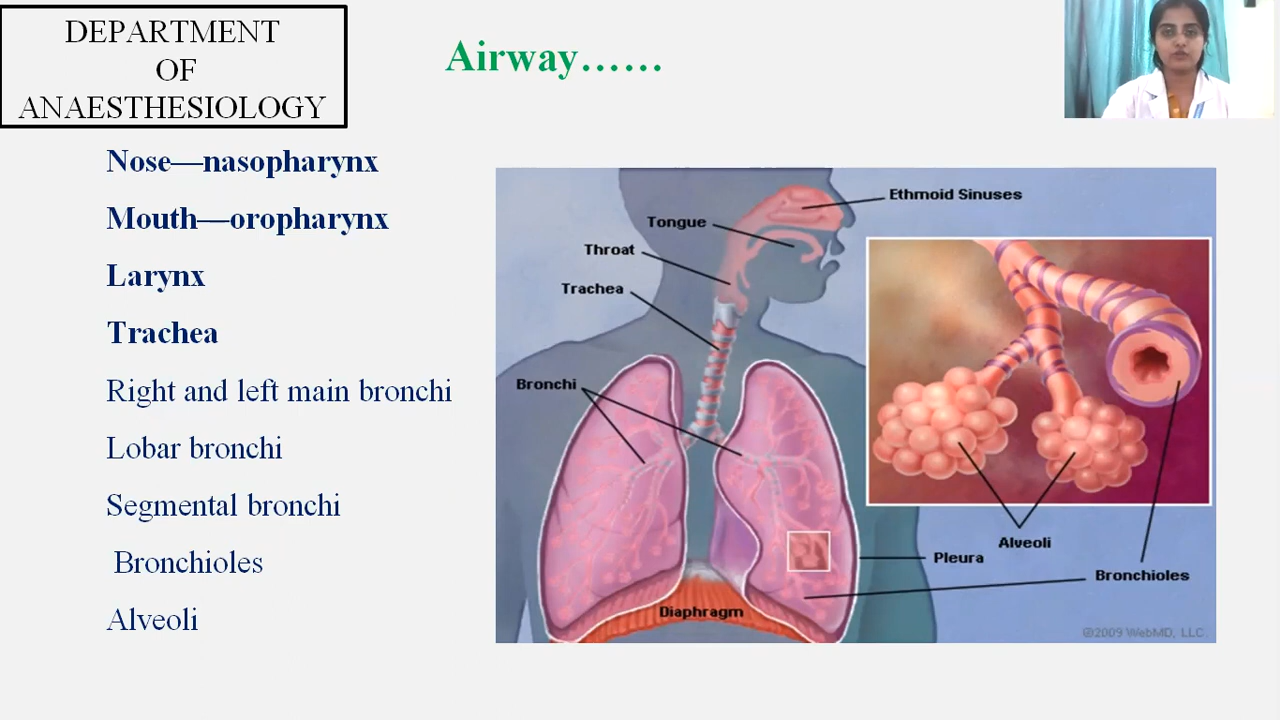 DEPARTMENT
OF
ANAESTHESIOLOGY
Airway……
Nose—nasopharynx
Mouth—oropharynx
Larynx
Trachea
Right and left main bronchi
Lobar bronchi
Segmental bronchi
Bronchioles
Alveoli
Ethmoid Sinuses
Tongue
Throat
Trachea
Bronchi
Alveoli
Pleura
Bronchioles
Diaphragm
©2009 WebMD, LLC.